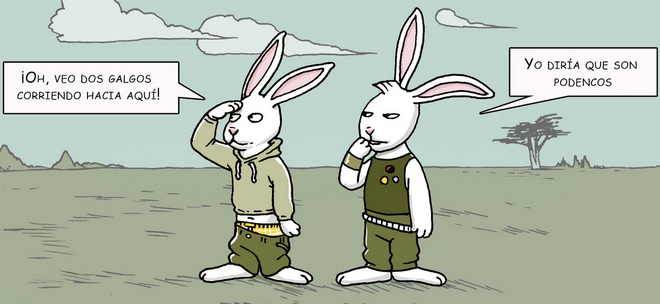 ¡Oh, veo dos galgos
corriendo hacia aquí!
Yo diría que son
podencos